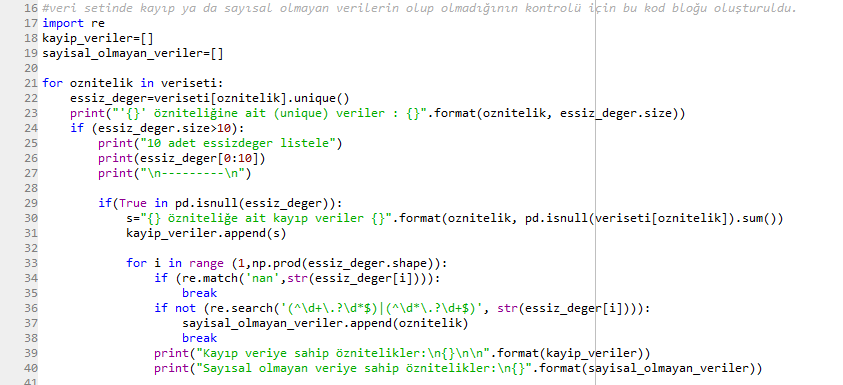 16 #veri setinde kayıp ya da sayısal olmayan verilerin olup olmadığının kontrolü için bu kod bloğu oluşturuldu.
17 import re
18 kayip_veriler=[]
19 sayisal_olmayan_veriler=[]
20
21 for oznitelik in veriseti:
22     essiz_deger=veriseti[oznitelik].unique()
23     print("'{}' özniteliğine ait (unique) veriler : {}".format(oznitelik, essiz_deger.size))
24     if (essiz_deger.size>10):
25         print("10 adet essizdeger listele")
26         print(essiz_deger[0:10])
27         print("\n---------\n")
28
29         if(True in pd.isnull(essiz_deger)):
30             s="{} özniteliğe ait kayıp veriler {}".format(oznitelik, pd.isnull(veriseti[oznitelik]).sum())
31             kayip_veriler.append(s)
32
33             for i in range (1,np.prod(essiz_deger.shape)):
34                 if (re.match('nan',str(essiz_deger[i]))):
35                     break
36                 if not (re.search('(^\d+\.?\d*$)|(^\d*\.?\d+$)', str(essiz_deger[i]))):
37                     sayisal_olmayan_veriler.append(oznitelik)
38                     break
39                 print("Kayıp veriye sahip öznitelikler:\n{}\n\n".format(kayip_veriler))
40                 print("Sayısal olmayan veriye sahip öznitelikler:\n{}".format(sayisal_olmayan_veriler))
41